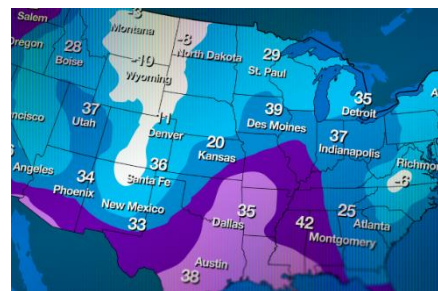 Salem
-3
Montana
-8
North Dakota
29
St. Paul
Oregon
28
Boise
-10
Wyoming
35
Detroit
37
Utah
11
Denver
20
Kansas
39
Des Moines
37
Indianapolis
Angeles
34
Phoenix
36
Santa Fe
New Mexico
33
35
Dallas
42
Montgomery
25
Atlanta
Richmon
-6
Austin
38